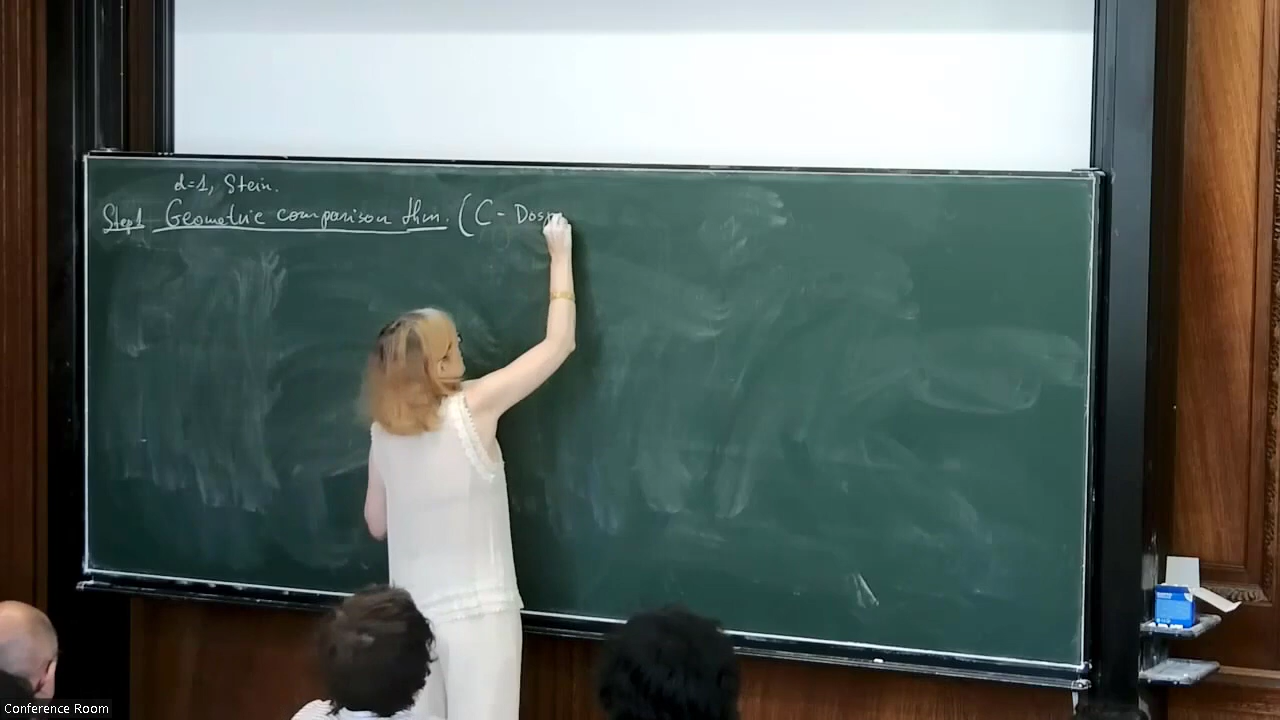 d=1, Stein.
Step1 Geometric comparison thm. (C - Dosp
Conference Room